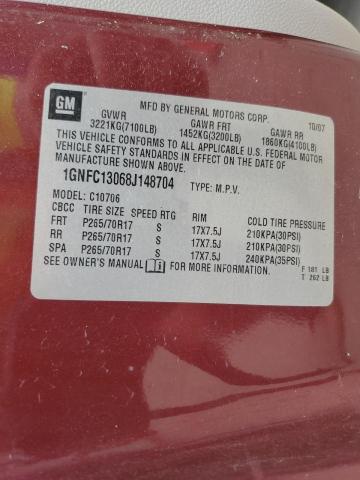 GM
MFD BY GENERAL MOTORS CORP.
10/07
GVWR GAWR FRT GAWR RR
3221KG(7100LB) 1452KG(3200LB) 1860KG(4100LB)
THIS VEHICLE CONFORMS TO ALL APPLICABLE U.S. FEDERAL MOTOR
VEHICLE SAFETY STANDARDS IN EFFECT ON THE DATE OF
MANUFACTURE SHOWN ABOVE.
1GNFC13068J148704 TYPE: M.P.V.
MODEL: C10706
CBCC TIRE SIZE SPEED RTG RIM COLD TIRE PRESSURE
FRT P265/70R17 S 17X7.5J 210KPA(30PSI)
RR P265/70R17 S 17X7.5J 210KPA(30PSI)
SPA P265/70R17 S 17X7.5J 240KPA(35PSI)
SEE OWNER'S MANUAL i FOR MORE INFORMATION.
F 181 LB
T 262 LB